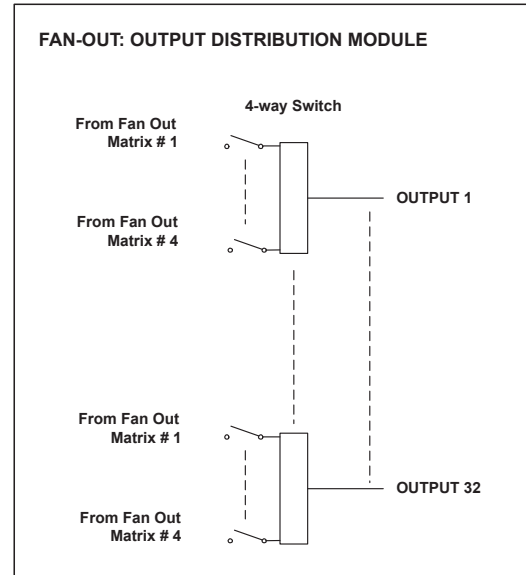 FAN-OUT: OUTPUT DISTRIBUTION MODULE
4-way Switch
From Fan Out
Matrix # 1
OUTPUT 1
From Fan Out
Matrix # 4
From Fan Out
Matrix # 1
OUTPUT 32
From Fan Out
Matrix # 4